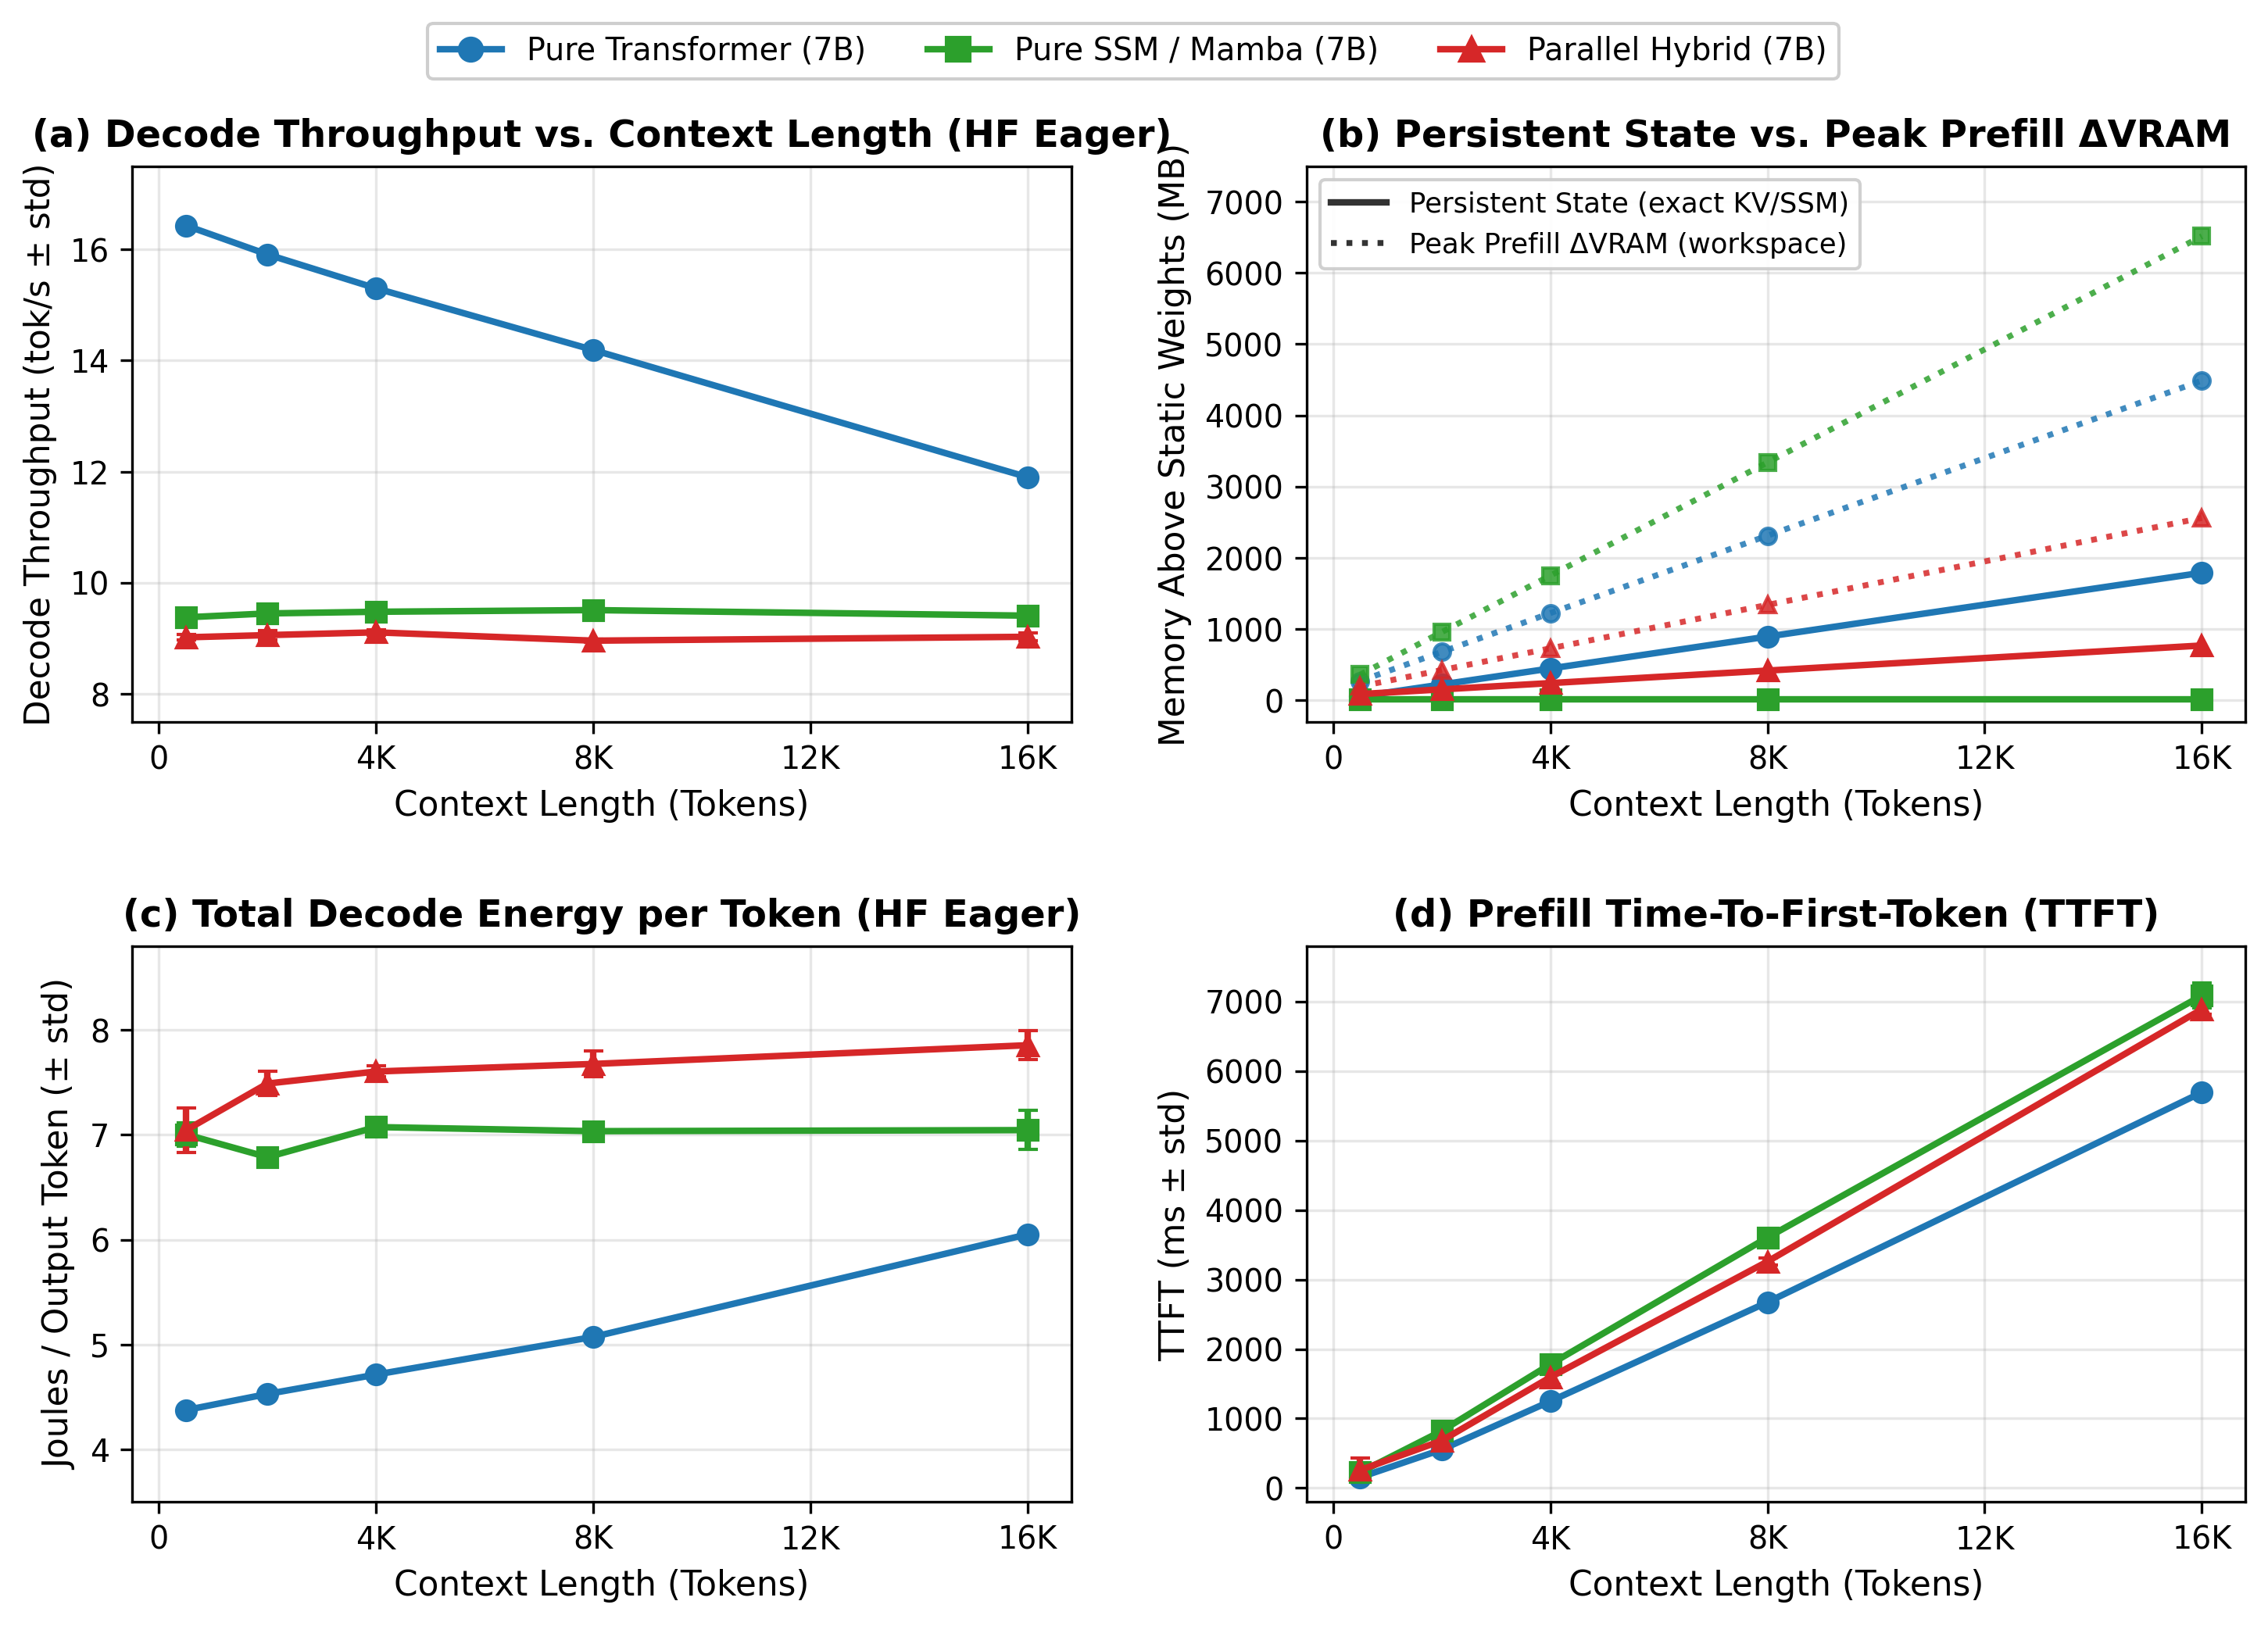 Pure Transformer (7B) Pure SSM / Mamba (7B) Parallel Hybrid (7B)
(a) Decode Throughput vs. Context Length (HF Eager)
Decode Throughput (tok/s ± std)
16
14
12
10
8
0 4K 8K 12K 16K
Context Length (Tokens)
(b) Persistent State vs. Peak Prefill ΔVRAM
Memory Above Static Weights (MB)
Persistent State (exact KV/SSM)
Peak Prefill ΔVRAM (workspace)
7000
6000
5000
4000
3000
2000
1000
0
0 4K 8K 12K 16K
Context Length (Tokens)
(c) Total Decode Energy per Token (HF Eager)
Joules / Output Token (± std)
8
7
6
5
4
0 4K 8K 12K 16K
Context Length (Tokens)
(d) Prefill Time-To-First-Token (TTFT)
TTFT (ms ± std)
7000
6000
5000
4000
3000
2000
1000
0
0 4K 8K 12K 16K
Context Length (Tokens)